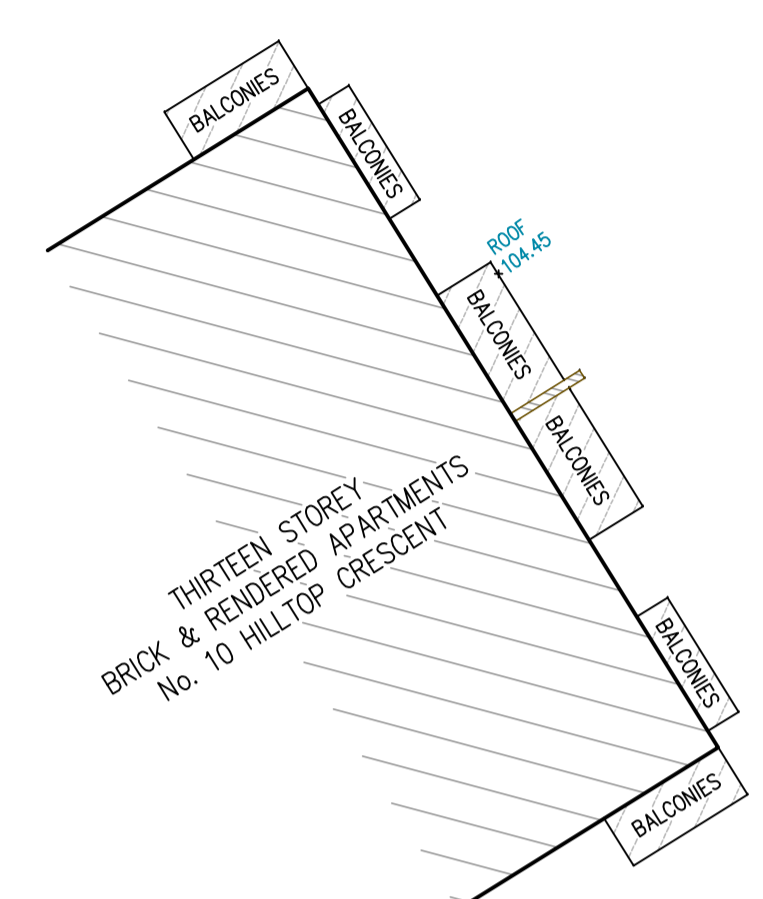 BALCONIES
BALCONIES
ROOF
104.45
BALCONIES
BALCONIES
THIRTEEN STOREY
BRICK & RENDERED APARTMENTS
No. 10 HILLTOP CRESCENT
BALCONIES
BALCONIES